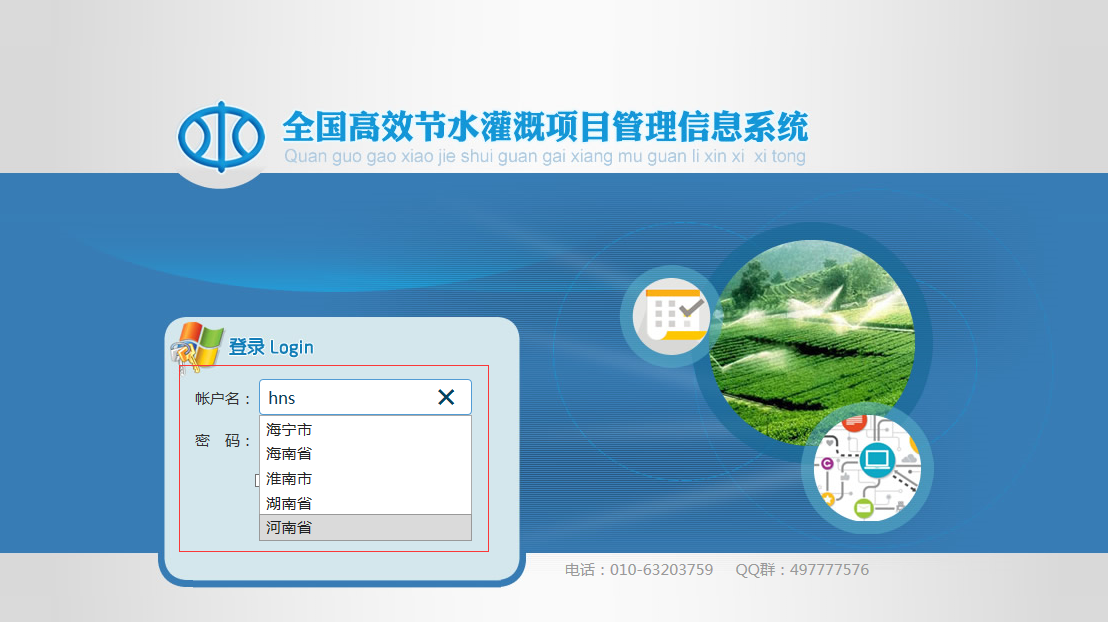 全国高效节水灌溉项目管理信息系统
Quan guo gao xiao jie shui guan gai xiang mu guan li xin xi xi tong
登录 Login
帐户名： hns
密 码：
海宁市
海南省
淮南市
湖南省
河南省
电话：010-63203759 QQ群：497777576